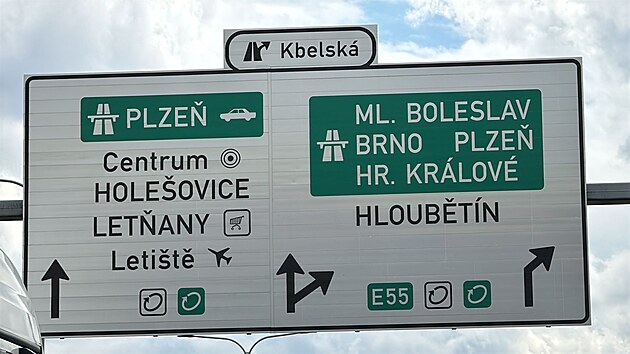 Kbelská
PLZEŇ
Centrum
HOLEŠOVICE
LETŇANY
Letiště
ML. BOLESLAV
BRNO PLZEŇ
HR. KRÁLOVÉ
HLOUBĚTÍN
E55